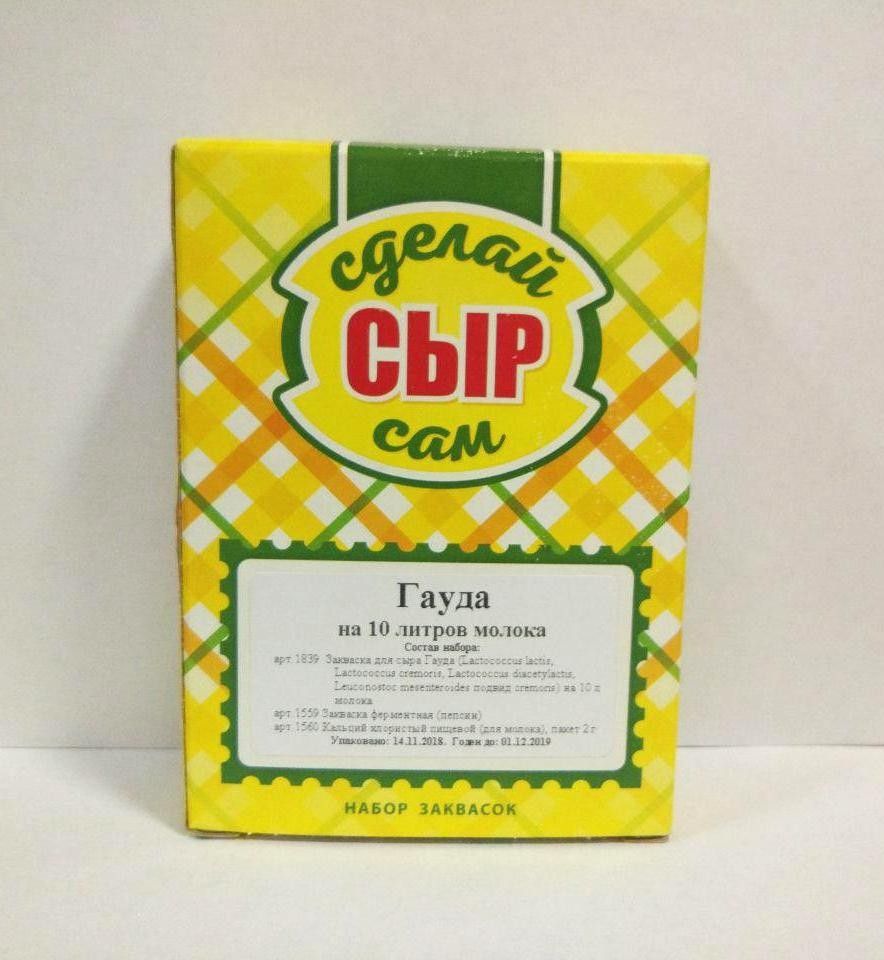 сделай
СЫР
сам
Гауда
на 10 литров молока
Состав набора:
арт 1839 Закваска для сыра Гауда (Lactococcus lactis,
Lactococcus cremoris, Lactococcus diacetylactis,
Leuconostoc mesenteroides подвид cremoris) на 10 л
молока
арт 1559 Закваска ферментная (пепсин)
арт 1560 Кальций хлористый пищевой (для молока), пакет 2 г
Упаковано: 14.11.2018. Годен до: 01.12.2019
НАБОР ЗАКВАСОК